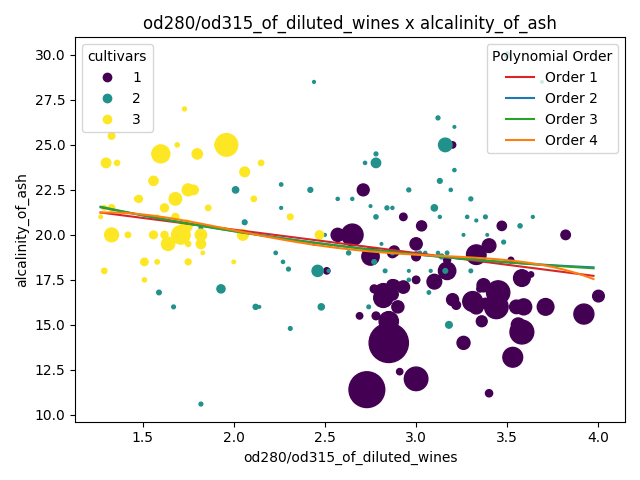 od280/od315_of_diluted_wines x alcalinity_of_ash
cultivars
1
2
3
Polynomial Order
Order 1
Order 2
Order 3
Order 4
alcalinity_of_ash
30.0
27.5
25.0
22.5
20.0
17.5
15.0
12.5
10.0
1.5 2.0 2.5 3.0 3.5 4.0
od280/od315_of_diluted_wines